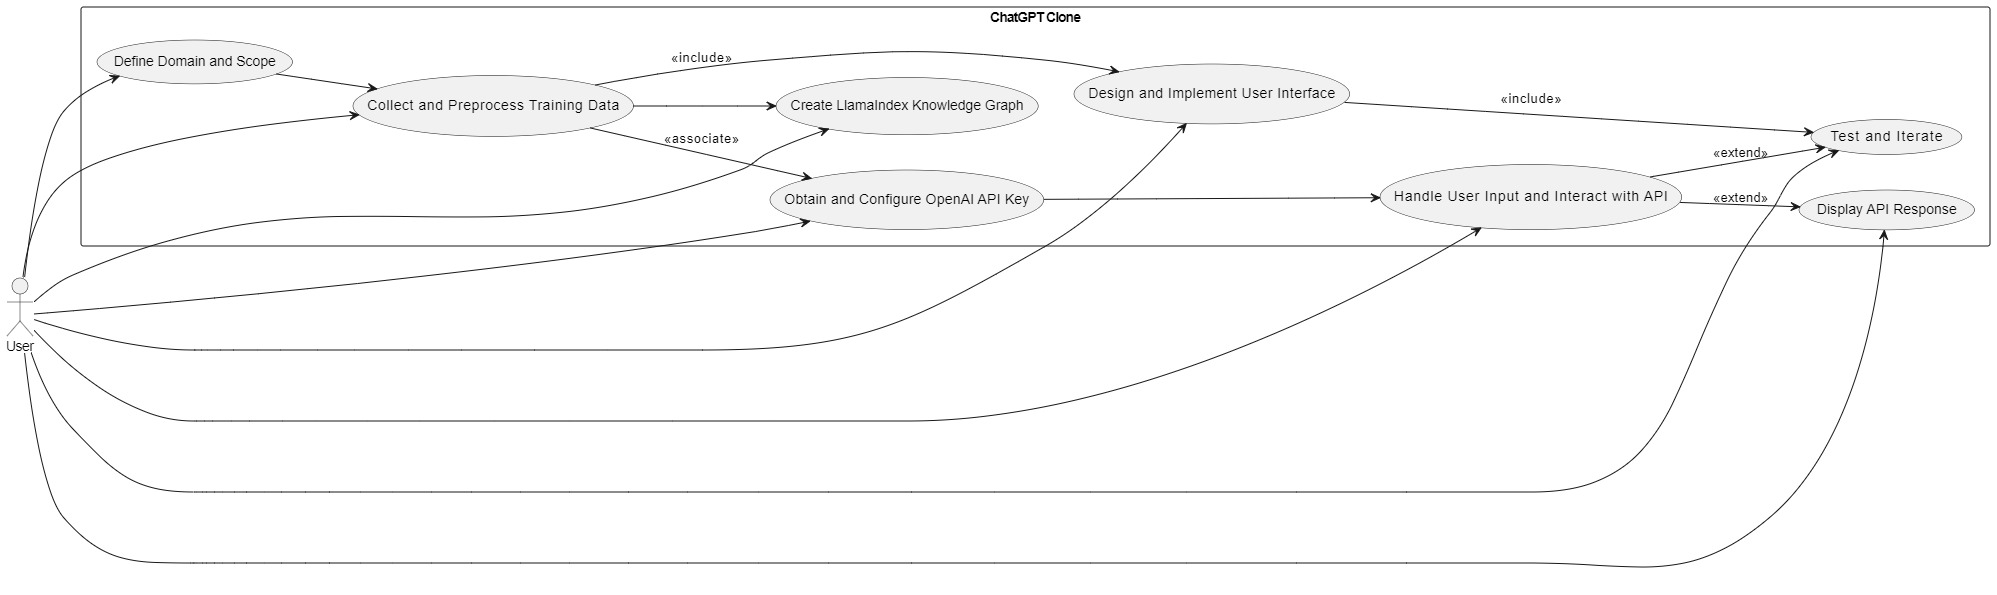 ChatGPT Clone
Define Domain and Scope
«include»
Collect and Preprocess Training Data
Create LlamaIndex Knowledge Graph
Design and Implement User Interface
«include»
«associate»
Test and Iterate
«extend»
Obtain and Configure OpenAI API Key
Handle User Input and Interact with API
«extend»
Display API Response
User